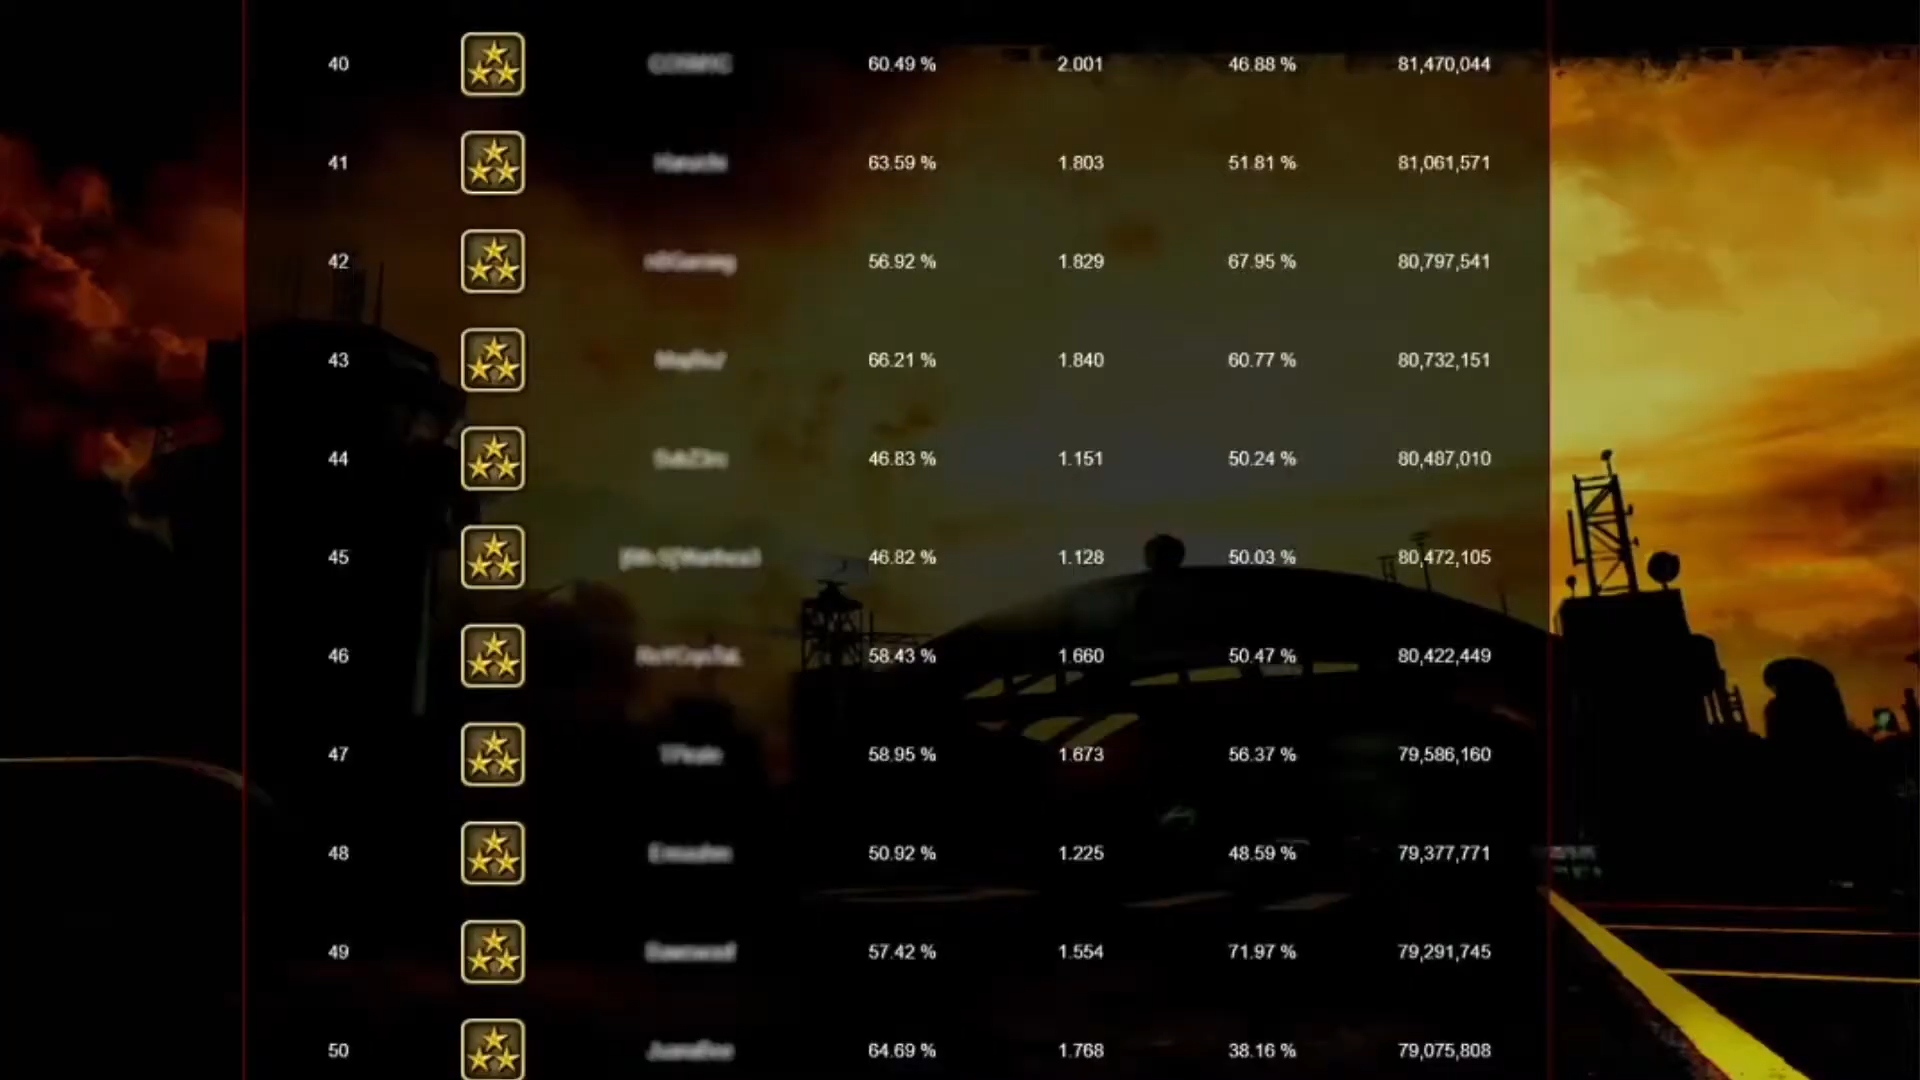 40 60.49 % 2.001 46.88 % 81,470,044
41 63.59 % 1.803 51.81 % 81,061,571
42 56.92 % 1.829 67.95 % 80,797,541
43 66.21 % 1.840 60.77 % 80,732,151
44 46.83 % 1.151 50.24 % 80,487,010
45 46.82 % 1.128 50.03 % 80,472,105
46 58.43 % 1.660 50.47 % 80,422,449
47 58.95 % 1.673 56.37 % 79,586,160
48 50.92 % 1.225 48.59 % 79,377,771
49 57.42 % 1.554 71.97 % 79,291,745
50 64.69 % 1.768 38.16 % 79,075,808